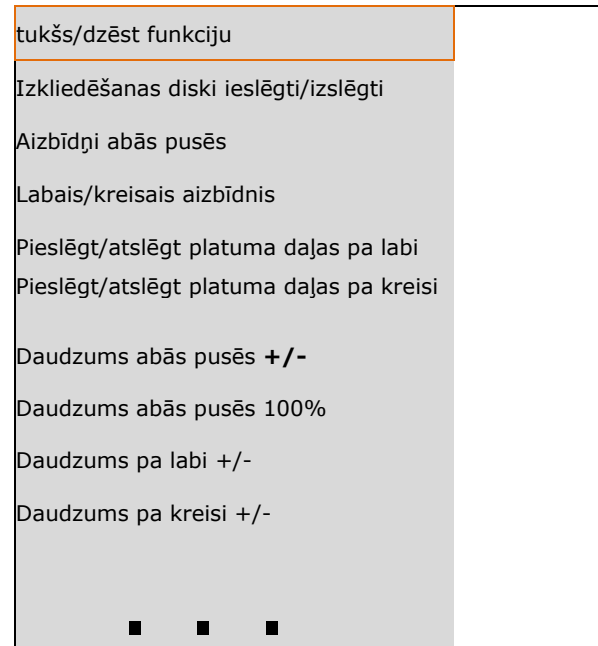 tukšs/dzēst funkciju
Izkliedēšanas diski ieslēgti/izslēgti
Aizbīdņi abās pusēs
Labais/kreisais aizbīdnis
Pieslēgt/atslēgt platuma daļas pa labi
Pieslēgt/atslēgt platuma daļas pa kreisi
Daudzums abās pusēs +/-
Daudzums abās pusēs 100%
Daudzums pa labi +/-
Daudzums pa kreisi +/-